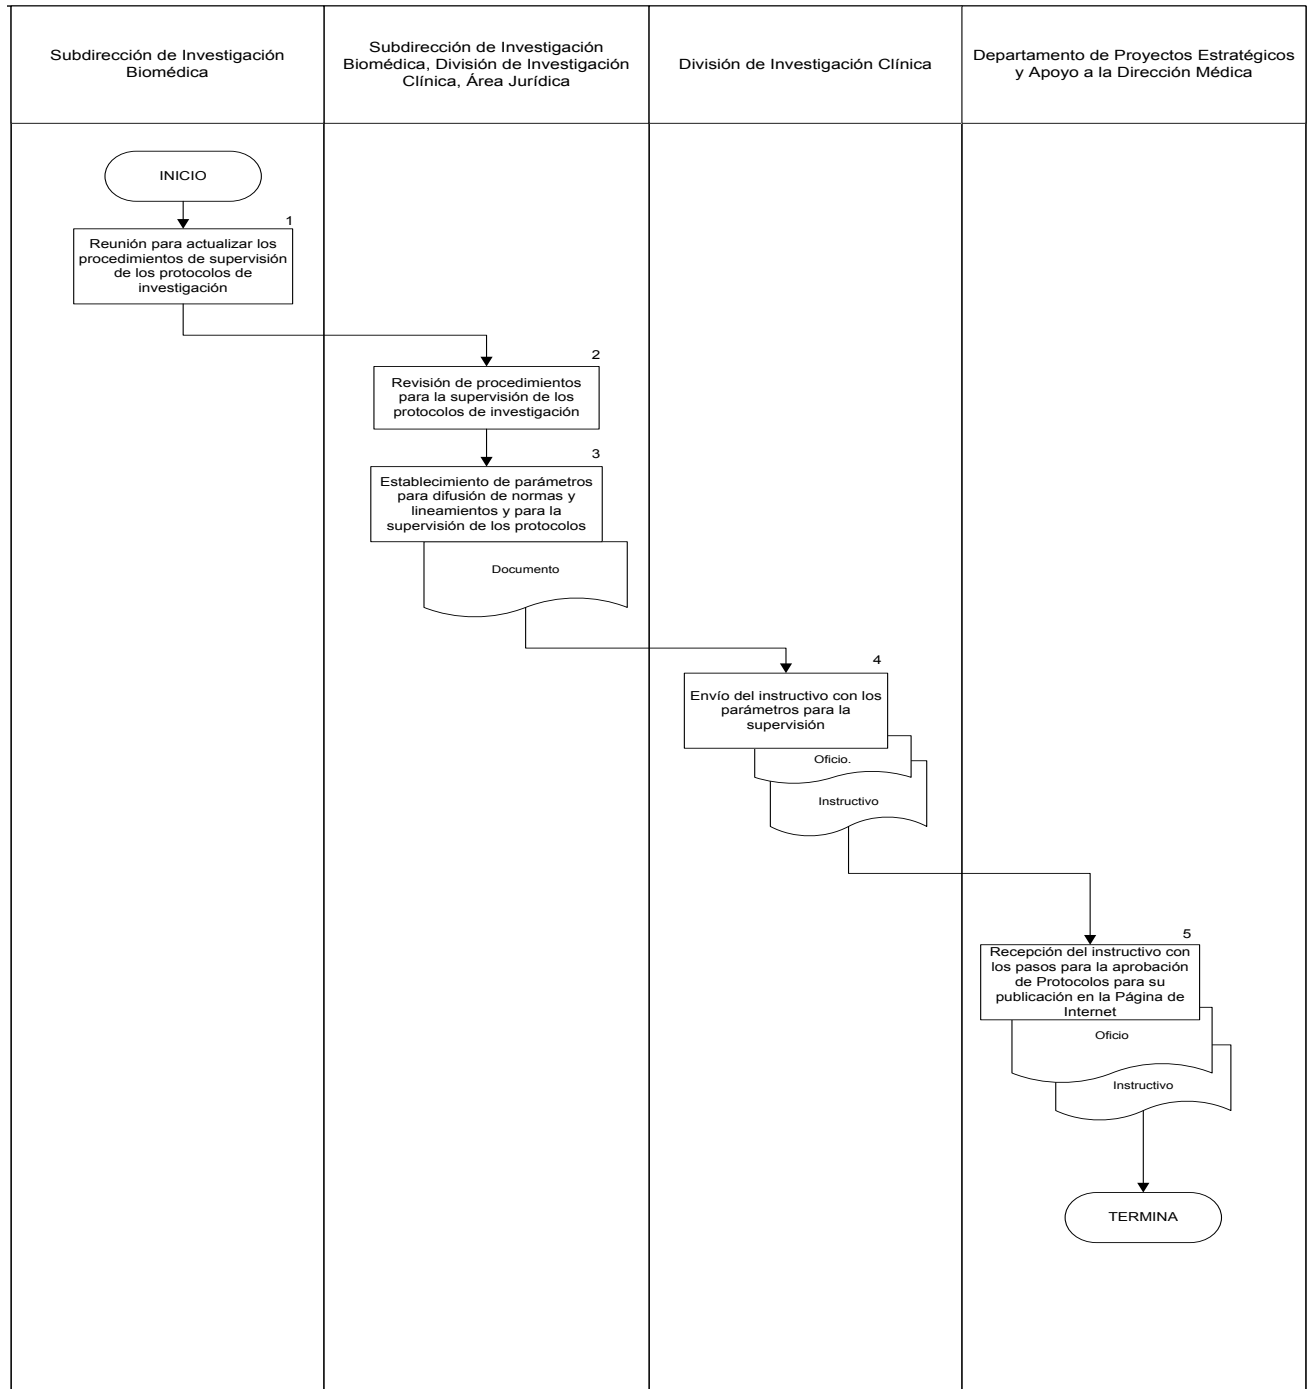 Subdirección de Investigación
Biomédica
Subdirección de Investigación
Biomédica, División de Investigación
Clínica, Área Jurídica
División de Investigación Clínica
Departamento de Proyectos Estratégicos
y Apoyo a la Dirección Médica
INICIO
1
Reunión para actualizar los
procedimientos de supervisión
de los protocolos de
investigación
2
Revisión de procedimientos
para la supervisión de los
protocolos de investigación
3
Establecimiento de parámetros
para difusión de normas y
lineamientos y para la
supervisión de los protocolos
Documento
4
Envío del instructivo con los
parámetros para la
supervisión
Oficio.
Instructivo
5
Recepción del instructivo con
los pasos para la aprobación
de Protocolos para su
publicación en la Página de
Internet
Oficio
Instructivo
TERMINA